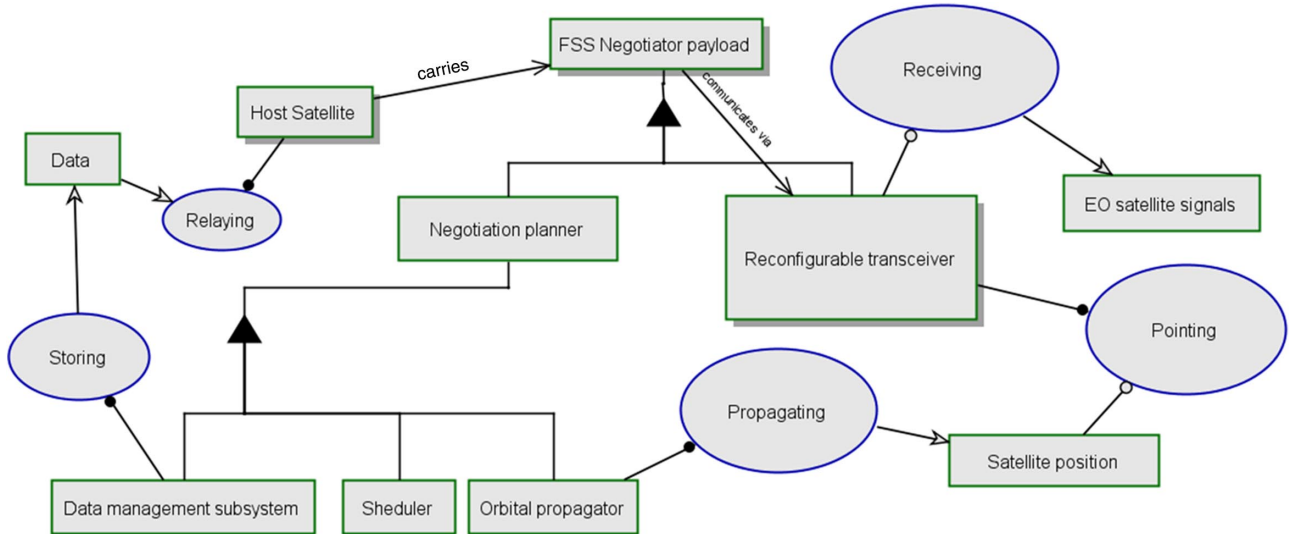 FSS Negotiator payload
Receiving
carries
communicates via
Host Satellite
Data
EO satellite signals
Relaying
Negotiation planner
Reconfigurable transceiver
Pointing
Storing
Propagating
Satellite position
Data management subsystem
Sheduler
Orbital propagator